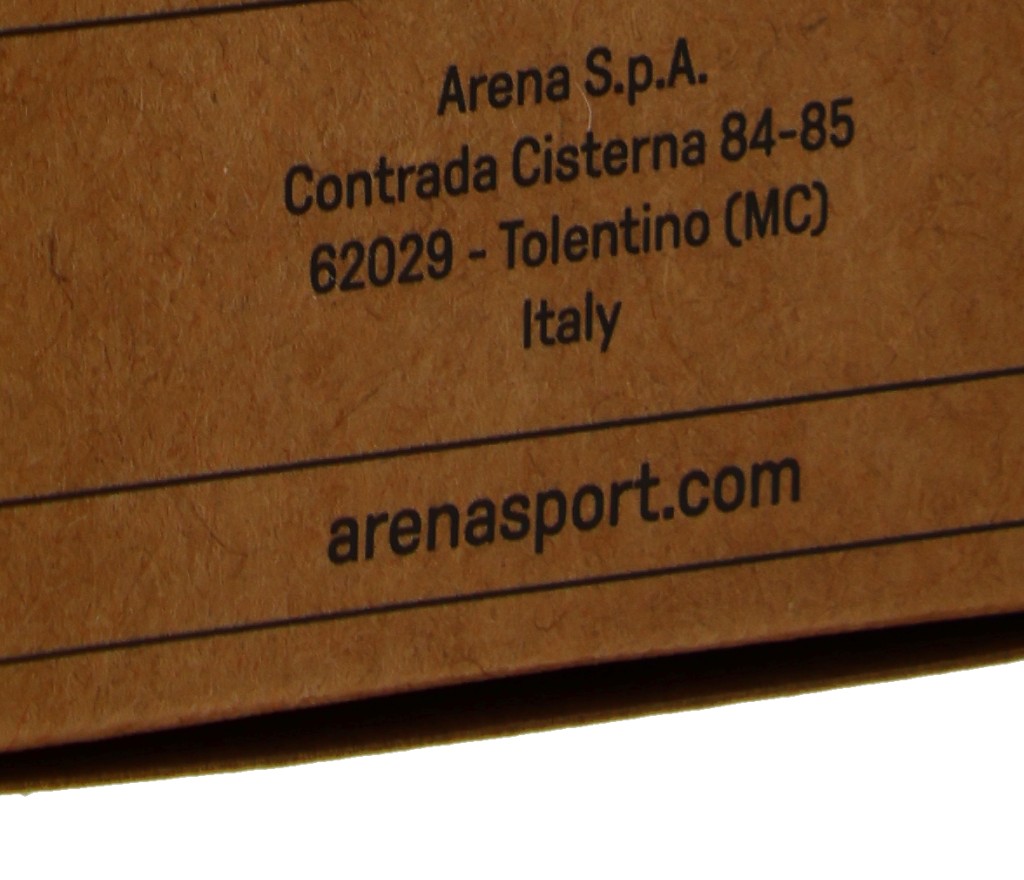 Arena S.p.A.
Contrada Cisterna 84-85
62029 - Tolentino (MC)
Italy
arenasport.com